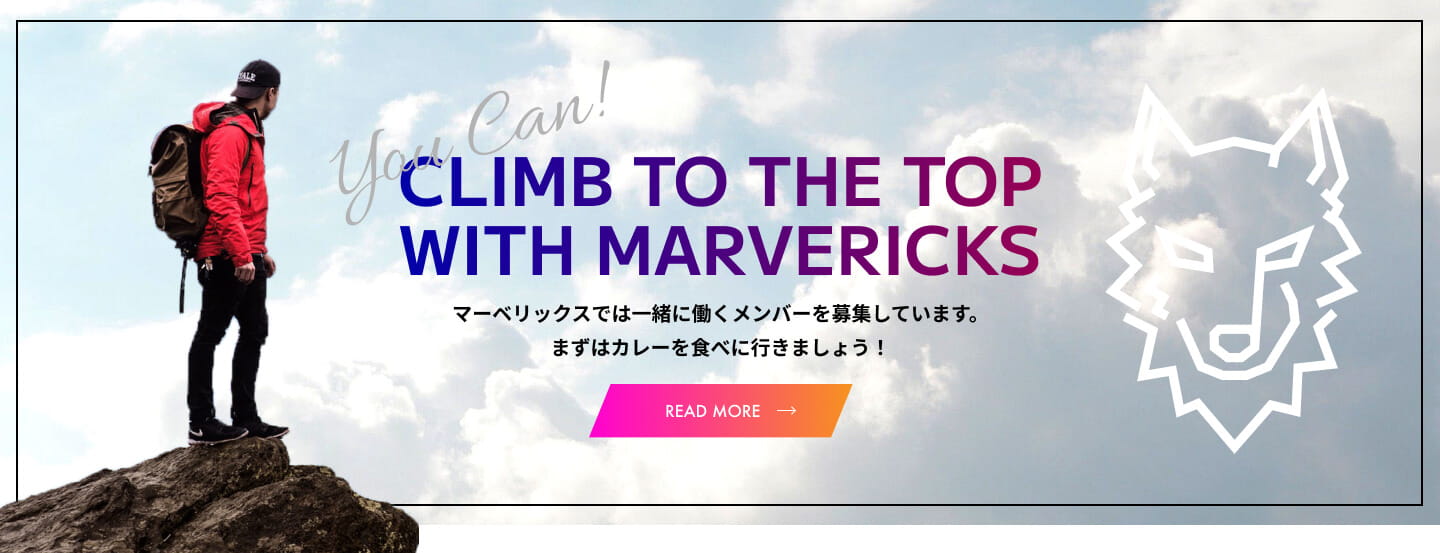 You Can!
CLIMB TO THE TOP
WITH MARVERICKS
マーベリックスでは一緒に働くメンバーを募集しています。
まずはカレーを食べに行きましょう！
READ MORE →